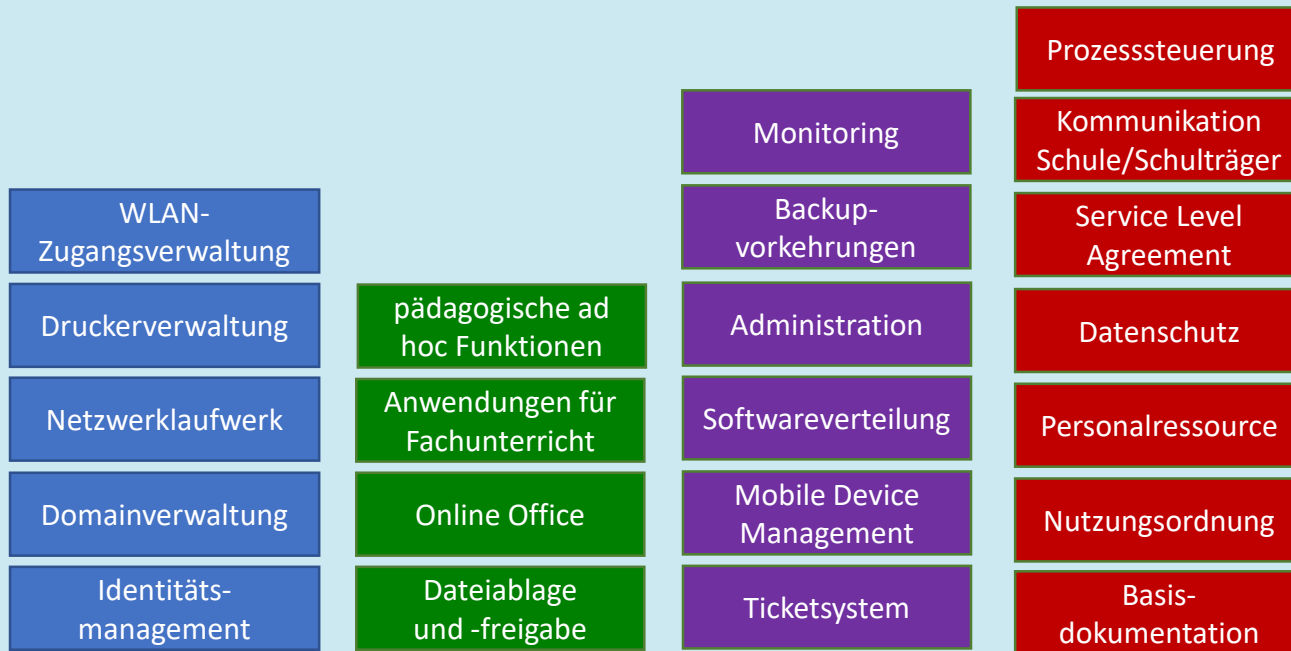 WLAN-
Zugangsverwaltung
Druckerverwaltung
Netzwerklaufwerk
Domainverwaltung
Identitäts-
management
pädagogische ad
hoc Funktionen
Anwendungen für
Fachunterricht
Online Office
Dateiablage
und -freigabe
Monitoring
Backup-
vorkehrungen
Administration
Softwareverteilung
Mobile Device
Management
Ticketsystem
Prozesssteuerung
Kommunikation
Schule/Schulträger
Service Level
Agreement
Datenschutz
Personalressource
Nutzungsordnung
Basis-
dokumentation